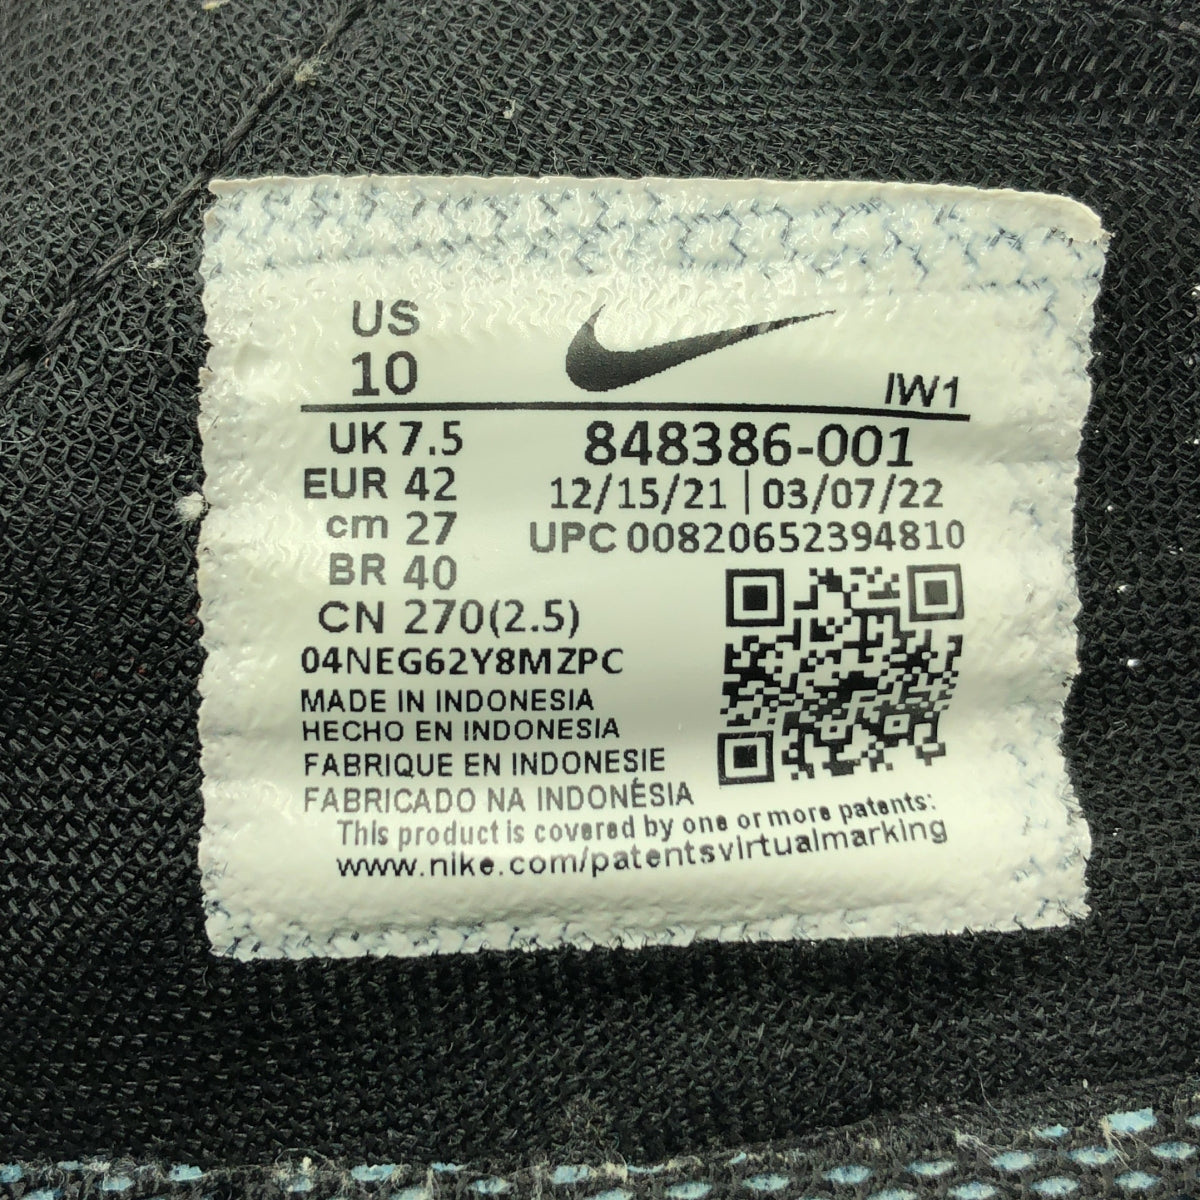 US
10
IW1
UK 7.5
848386-001
EUR 42
12/15/21 | 03/07/22
cm 27
UPC 00820652394810
BR 40
CN 270(2.5)
04NEG62Y8MZPC
MADE IN INDONESIA
HECHO EN INDONESIA
FABRIQUE EN INDONESIE
FABRICADO NA INDONÉSIA
This product is covered by one or more patents:
www.nike.com/patentsvirtualmarking